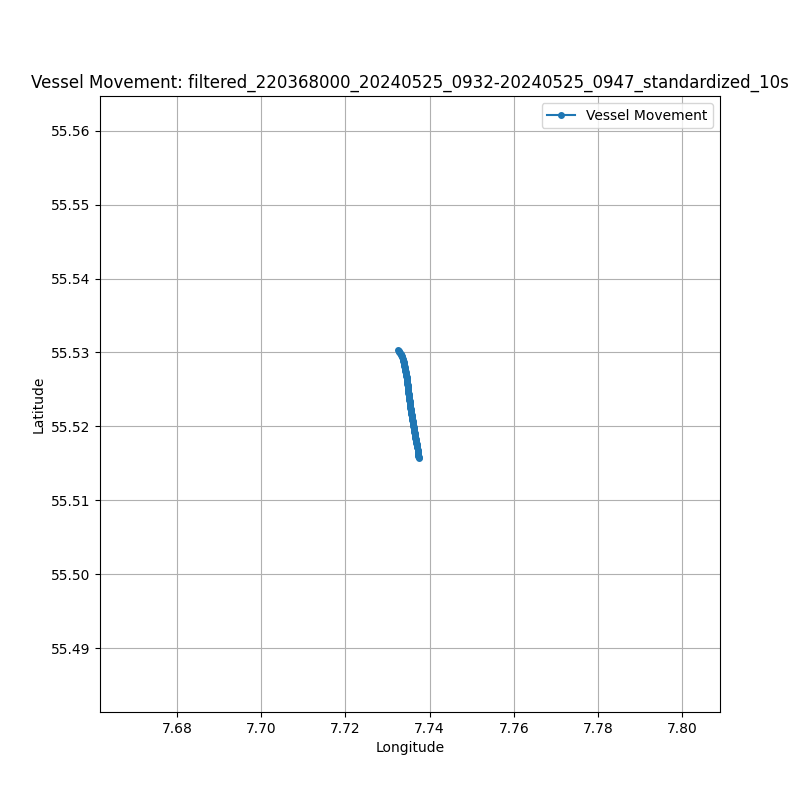 Vessel Movement: filtered_220368000_20240525_0932-20240525_0947_standardized_10s
Vessel Movement
55.56
55.55
55.54
55.53
55.52
55.51
55.50
55.49
Latitude
7.68 7.70 7.72 7.74 7.76 7.78 7.80
Longitude